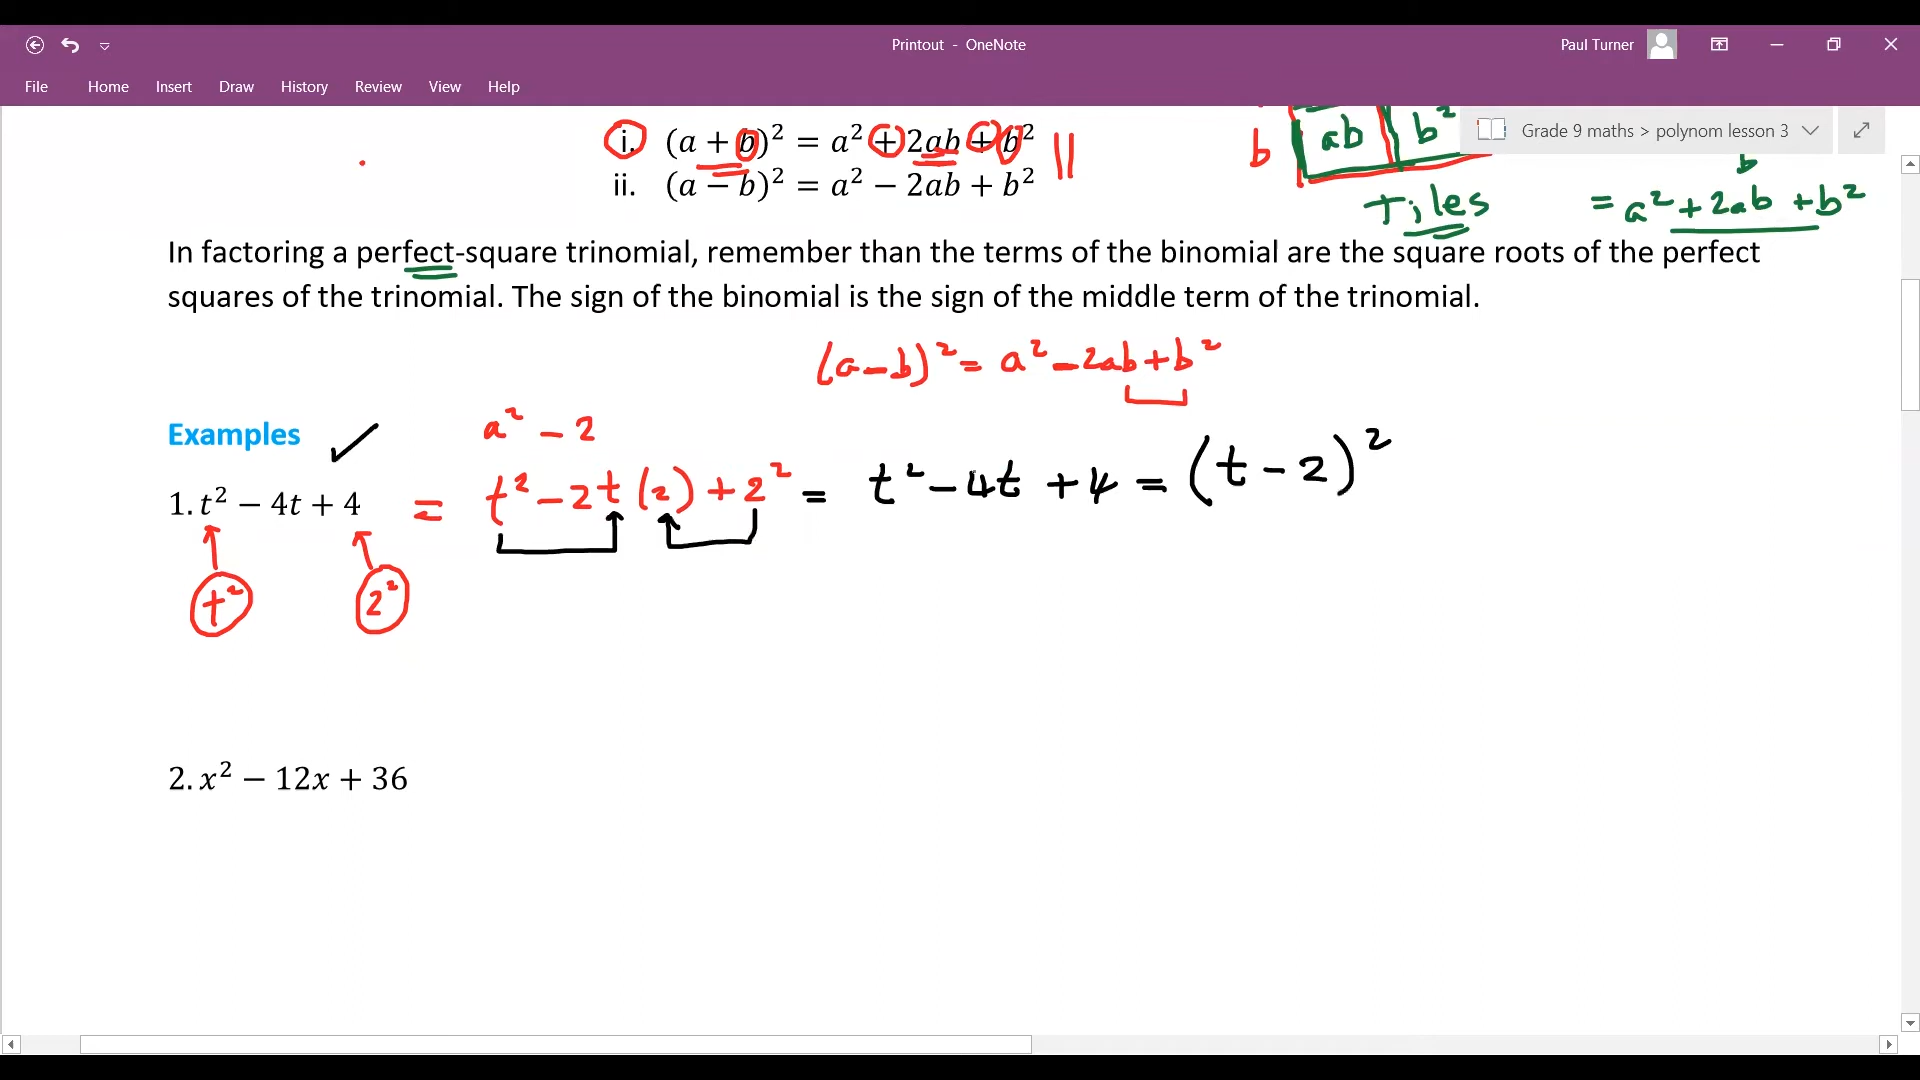 Printout - OneNote
Paul Turner
File Home Insert Draw History Review View Help
Grade 9 maths > polynom lesson 3
i. (a + b)² = a² + 2ab + b²
b ab b²
b
ii. (a − b)² = a² − 2ab + b²
Tiles = a² + 2ab + b²
In factoring a perfect-square trinomial, remember than the terms of the binomial are the square roots of the perfect
squares of the trinomial. The sign of the binomial is the sign of the middle term of the trinomial.
(a − b)² = a² − 2ab + b²
Examples
a² − 2
1. t² − 4t + 4 = t² − 2t (2) + 2² = t² − 4t + 4 = (t − 2)²
t² 2²
2. x² − 12x + 36